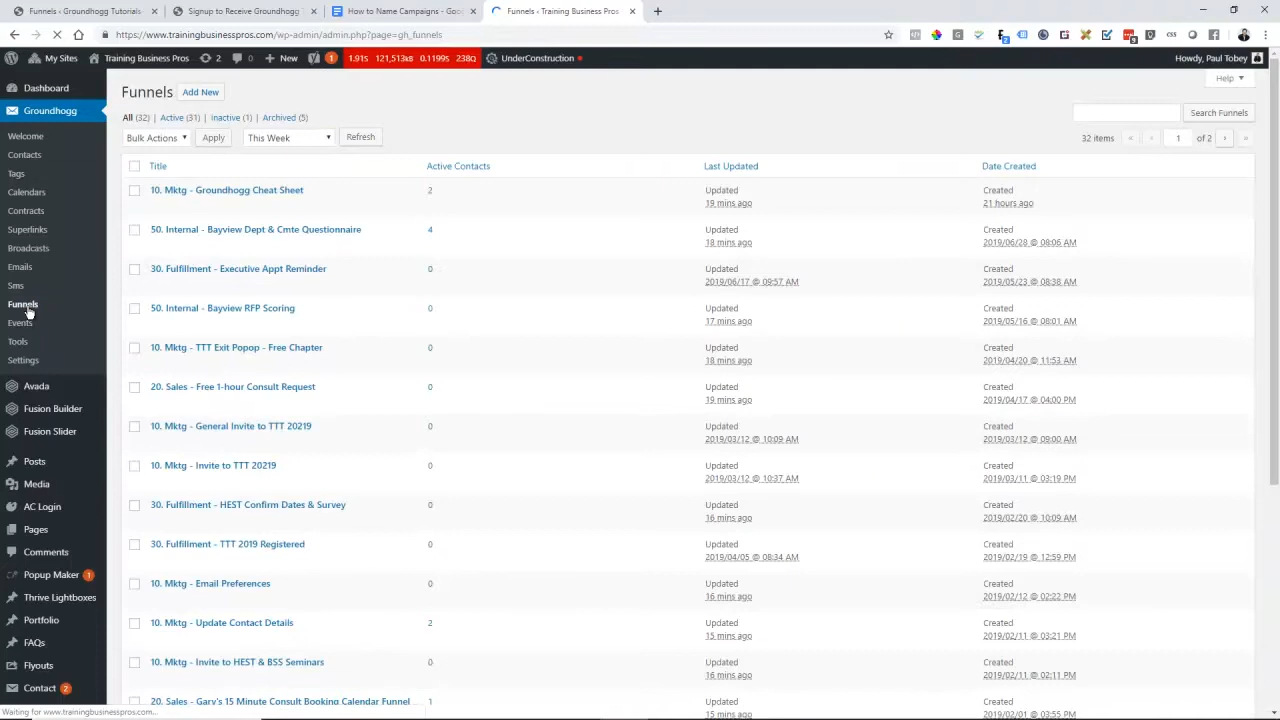 Funnels - Groundhogg Tutorials
Signup to Receive Groundhogg T
How to Name Campaigns - Goo
Funnels - Training Business Pros
https://www.trainingbusinesspros.com/wp-admin/admin.php?page=gh_funnels
My Sites
Training Business Pros
2
0
New
1
1.91s 121,513kB 0.1199s 238Q
UnderConstruction
Howdy, Paul Tobey
Dashboard
Groundhogg
Welcome
Contacts
Tags
Calendars
Contracts
Superlinks
Broadcasts
Emails
Sms
Funnels
Events
Tools
Settings
Avada
Fusion Builder
Fusion Slider
Posts
Media
AC Login
Pages
Comments
Popup Maker 1
Thrive Lightboxes
Portfolio
FAQs
Flyouts
Contact 2
Funnels Add New
Help
All (32) | Active (31) | Inactive (1) | Archived (5)
Search Funnels
Bulk Actions
Apply
This Week
Refresh
32 items « ‹ 1 of 2 › »
Title Active Contacts Last Updated Date Created
10. Mktg - Groundhogg Cheat Sheet 2 Updated Created
19 mins ago 21 hours ago
50. Internal - Bayview Dept & Cmte Questionnaire 4 Updated Created
18 mins ago 2019/06/28 @ 08:06 AM
30. Fulfillment - Executive Appt Reminder 0 Updated Created
2019/06/17 @ 09:57 AM 2019/05/23 @ 08:38 AM
50. Internal - Bayview RFP Scoring 0 Updated Created
17 mins ago 2019/05/16 @ 08:01 AM
10. Mktg - TTT Exit Popop - Free Chapter 0 Updated Created
18 mins ago 2019/04/20 @ 11:53 AM
20. Sales - Free 1-hour Consult Request 0 Updated Created
19 mins ago 2019/04/17 @ 04:00 PM
10. Mktg - General Invite to TTT 20219 0 Updated Created
2019/03/12 @ 10:09 AM 2019/03/12 @ 09:00 AM
10. Mktg - Invite to TTT 20219 0 Updated Created
2019/03/12 @ 10:37 AM 2019/03/11 @ 03:19 PM
30. Fulfillment - HEST Confirm Dates & Survey 0 Updated Created
16 mins ago 2019/02/20 @ 10:09 AM
30. Fulfillment - TTT 2019 Registered 0 Updated Created
2019/04/05 @ 08:34 AM 2019/02/19 @ 12:59 PM
10. Mktg - Email Preferences 0 Updated Created
16 mins ago 2019/02/12 @ 02:22 PM
10. Mktg - Update Contact Details 2 Updated Created
15 mins ago 2019/02/11 @ 03:21 PM
10. Mktg - Invite to HEST & BSS Seminars 0 Updated Created
16 mins ago 2019/02/11 @ 02:11 PM
20. Sales - Gary's 15 Minute Consult Booking Calendar Funnel 1 Updated Created
15 mins ago 2019/02/01 @ 03:55 PM
Waiting for www.trainingbusinesspros.com...